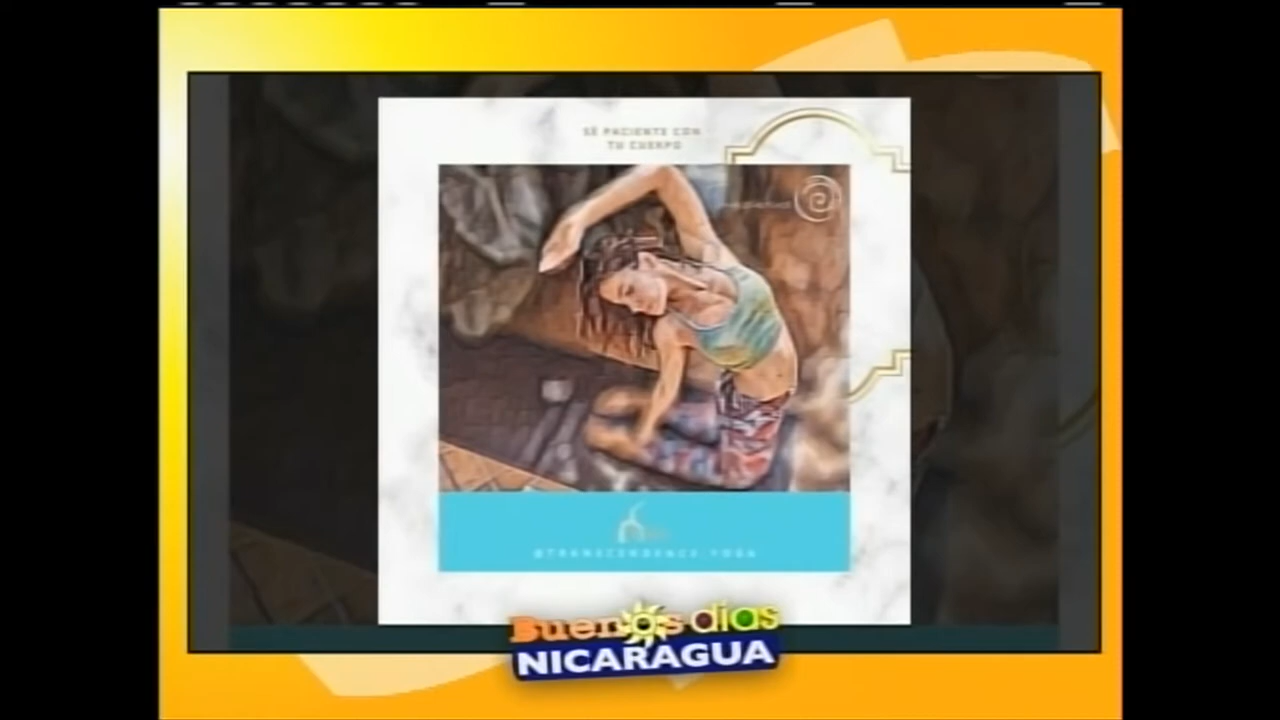 SÉ PACIENTE CON
TU CUERPO
@TRANSCENDENCE.YOGA
Buenos días
NICARAGUA